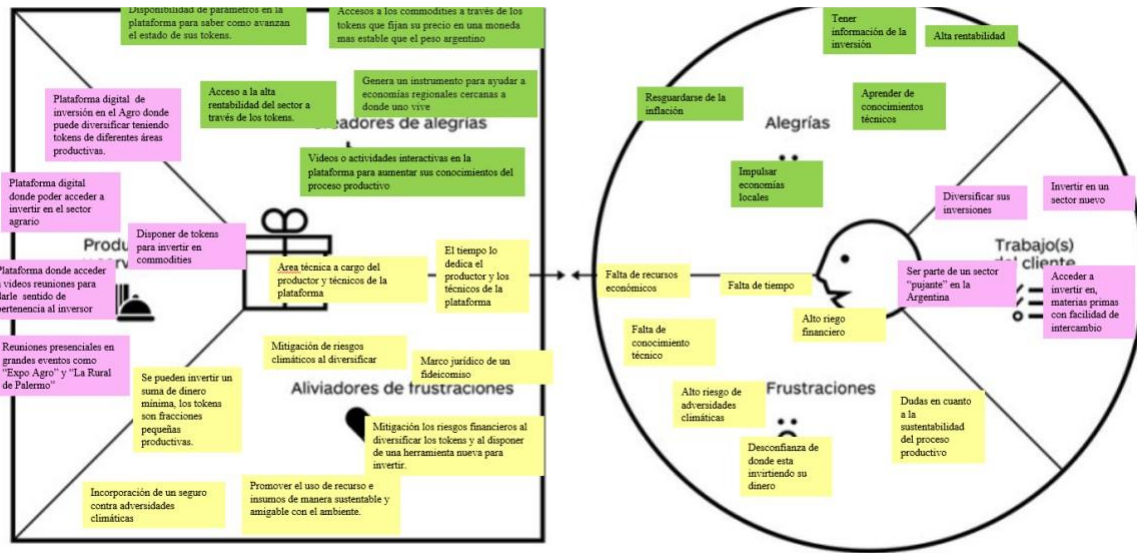 Disponibilidad de parámetros en la
plataforma para saber como avanzan
el estado de sus tokens.
Accesos a los commodities a través de los
tokens que fijan su precio en una moneda
mas estable que el peso argentino
Acceso a la alta
rentabilidad del sector a
través de los tokens.
Genera un instrumento para ayudar a
economías regionales cercanas a
donde uno vive
Plataforma digital de
inversión en el Agro donde
puede diversificar teniendo
tokens de diferentes áreas
productivas.
de alegrías
Videos o actividades interactivas en la
plataforma para aumentar sus conocimientos del
proceso productivo
Plataforma digital
donde poder acceder a
invertir en el sector
agrario
Disponer de tokens
para invertir en
commodities
Plataforma donde acceder
videos reuniones para
darle sentido de
pertenencia al inversor
Reuniones presenciales en
grandes eventos como
“Expo Agro” y “La Rural
de Palermo”
Area técnica a cargo del
productor y técnicos de la
plataforma
El tiempo lo
dedica el
productor y los
técnicos de la
plataforma
Mitigación de riesgos
climáticos al diversificar
Marco jurídico de un
fideicomiso
Aliviadores de frustraciones
Se pueden invertir un
suma de dinero
mínima, los tokens
son fracciones
pequeñas
productivas.
Mitigación los riesgos financieros al
diversificar los tokens y al disponer
de una herramienta nueva para
invertir.
Incorporación de un seguro
contra adversidades
climáticas
Promover el uso de recurso e
insumos de manera sustentable y
amigable con el ambiente.
Tener
información de la
inversión
Alta rentabilidad
Resguardarse de la
inflación
Aprender de
conocimientos
técnicos
Alegrías
Impulsar
economías
locales
Diversificar sus
inversiones
Invertir en un
sector nuevo
Trabajo(s)
del cliente
Ser parte de un sector
“pujante” en la
Argentina
Acceder a
invertir en,
materias primas
con facilidad de
intercambio
Falta de recursos
económicos
Falta de tiempo
Alto riego
financiero
Falta de
conocimiento
técnico
Frustraciones
Alto riesgo de
adversidades
climáticas
Desconfianza de
donde esta
invirtiendo su
dinero
Dudas en cuanto
a la
sustentabilidad
del proceso
productivo